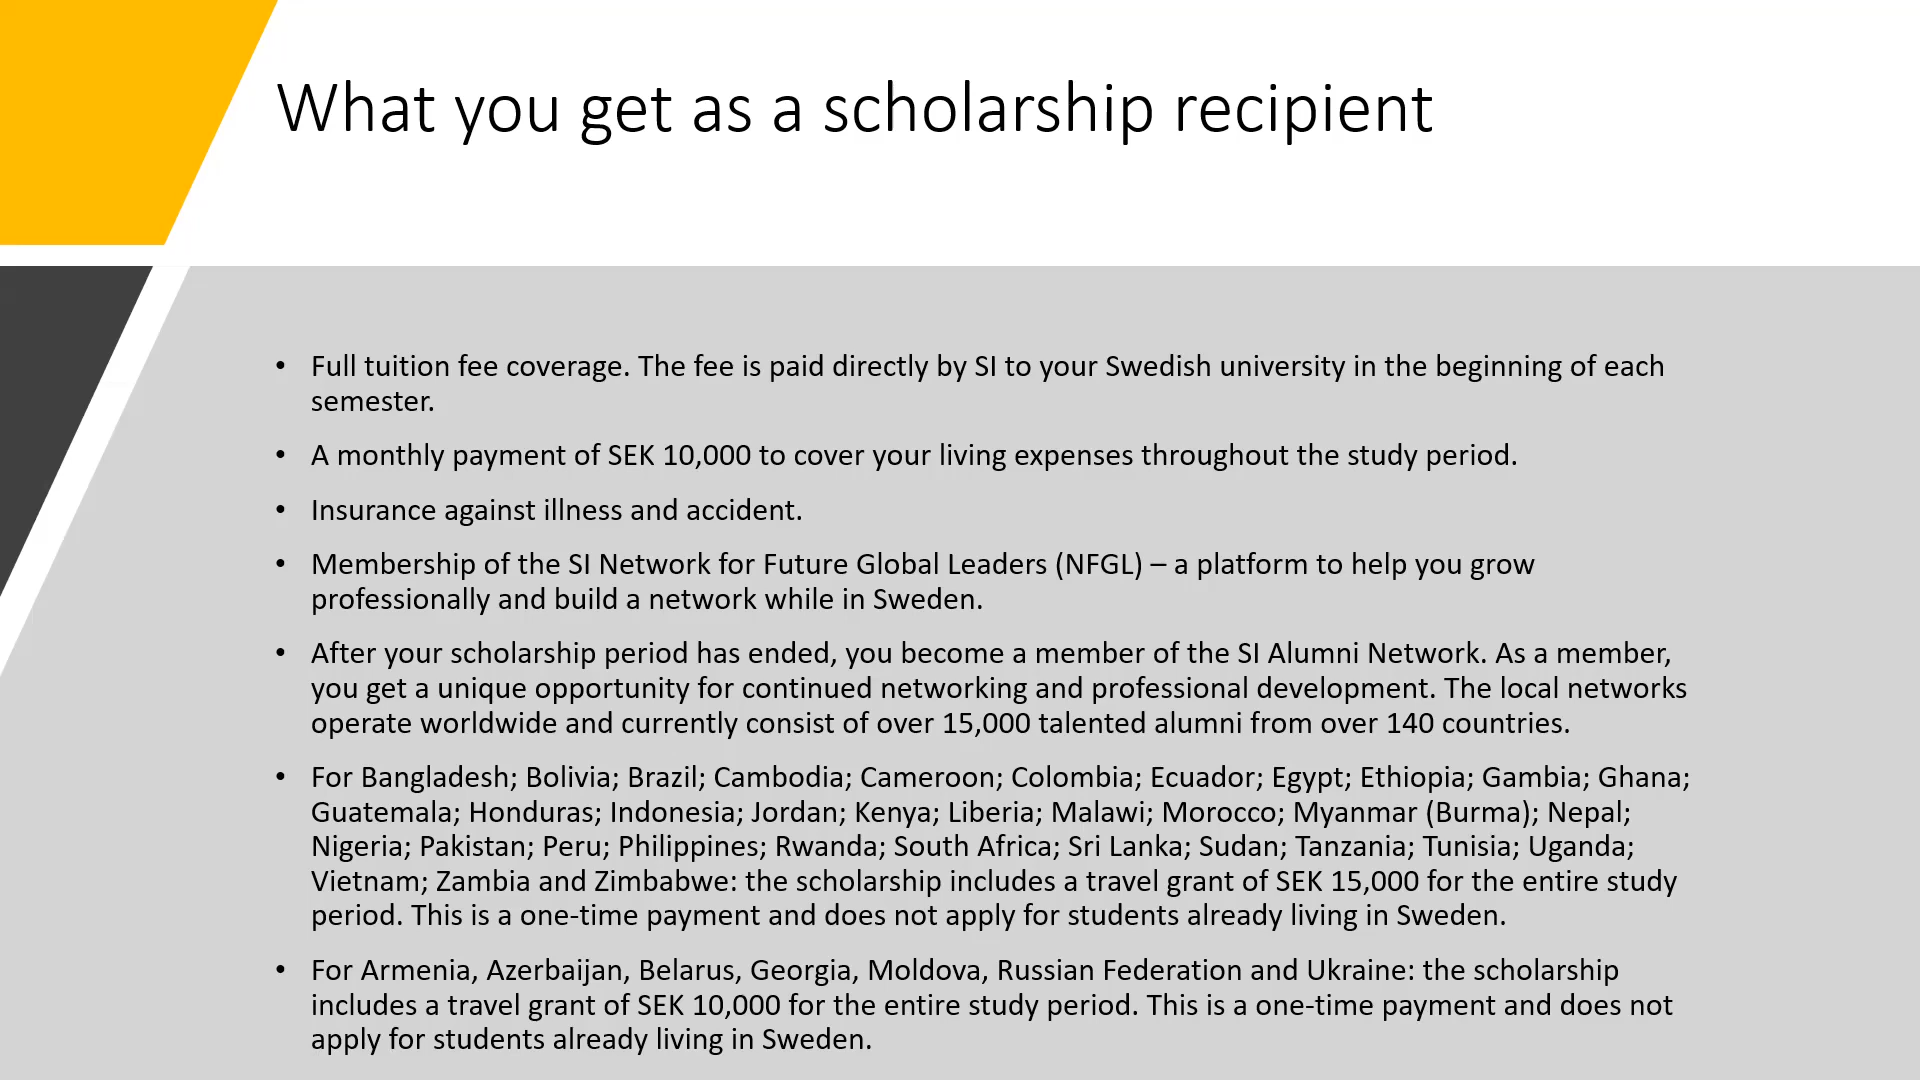 What you get as a scholarship recipient
• Full tuition fee coverage. The fee is paid directly by SI to your Swedish university in the beginning of each
semester.
• A monthly payment of SEK 10,000 to cover your living expenses throughout the study period.
• Insurance against illness and accident.
• Membership of the SI Network for Future Global Leaders (NFGL) – a platform to help you grow
professionally and build a network while in Sweden.
• After your scholarship period has ended, you become a member of the SI Alumni Network. As a member,
you get a unique opportunity for continued networking and professional development. The local networks
operate worldwide and currently consist of over 15,000 talented alumni from over 140 countries.
• For Bangladesh; Bolivia; Brazil; Cambodia; Cameroon; Colombia; Ecuador; Egypt; Ethiopia; Gambia; Ghana;
Guatemala; Honduras; Indonesia; Jordan; Kenya; Liberia; Malawi; Morocco; Myanmar (Burma); Nepal;
Nigeria; Pakistan; Peru; Philippines; Rwanda; South Africa; Sri Lanka; Sudan; Tanzania; Tunisia; Uganda;
Vietnam; Zambia and Zimbabwe: the scholarship includes a travel grant of SEK 15,000 for the entire study
period. This is a one-time payment and does not apply for students already living in Sweden.
• For Armenia, Azerbaijan, Belarus, Georgia, Moldova, Russian Federation and Ukraine: the scholarship
includes a travel grant of SEK 10,000 for the entire study period. This is a one-time payment and does not
apply for students already living in Sweden.